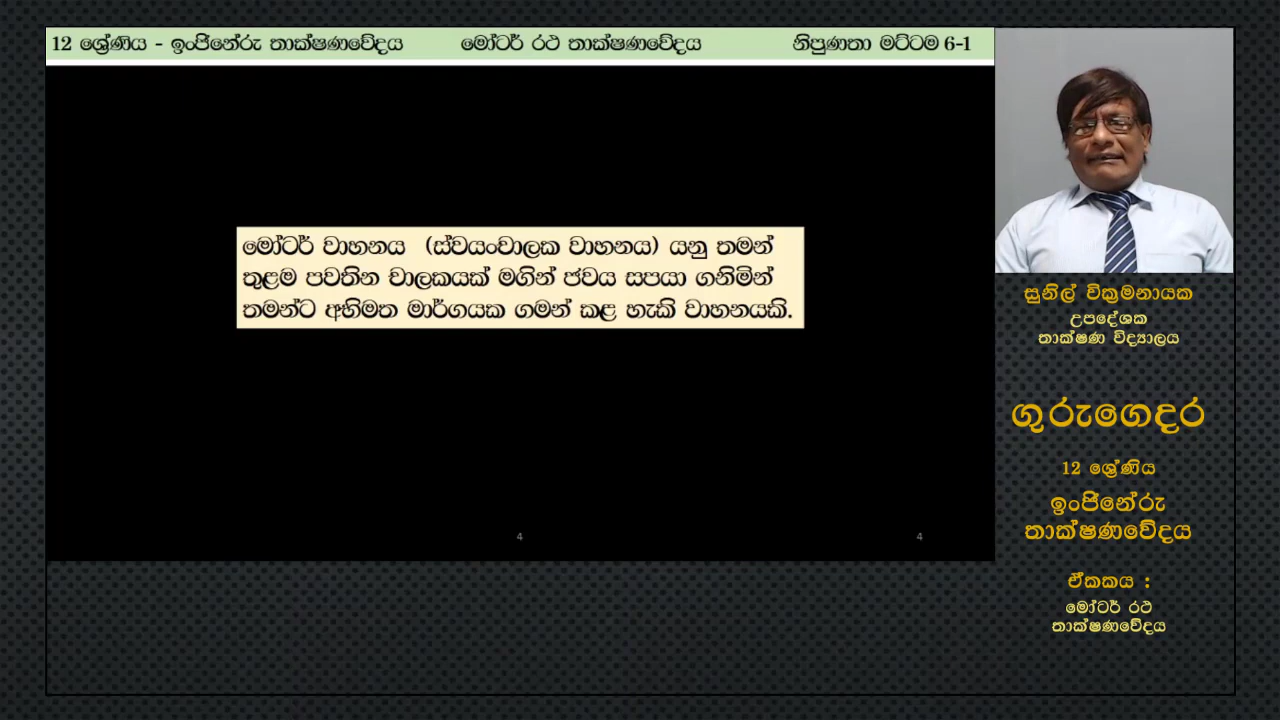 12 ශ්‍රේණිය - ඉංජිනේරු තාක්ෂණවේදය මෝටර් රථ තාක්ෂණවේදය නිපුණතා මට්ටම 6-1
මෝටර් වාහනය (ස්වයංචාලක වාහනය) යනු තමන්
තුළම පවතින චාලකයක් මගින් ජවය සපයා ගනිමින්
තමන්ට අභිමත මාර්ගයක ගමන් කළ හැකි වාහනයකි.
4 4
සුනිල් වික්‍රමනායක
උපදේශක
තාක්ෂණ විද්‍යාලය
ගුරුගෙදර
12 ශ්‍රේණිය
ඉංජිනේරු
තාක්ෂණවේදය
ඒකකය :
මෝටර් රථ
තාක්ෂණවේදය